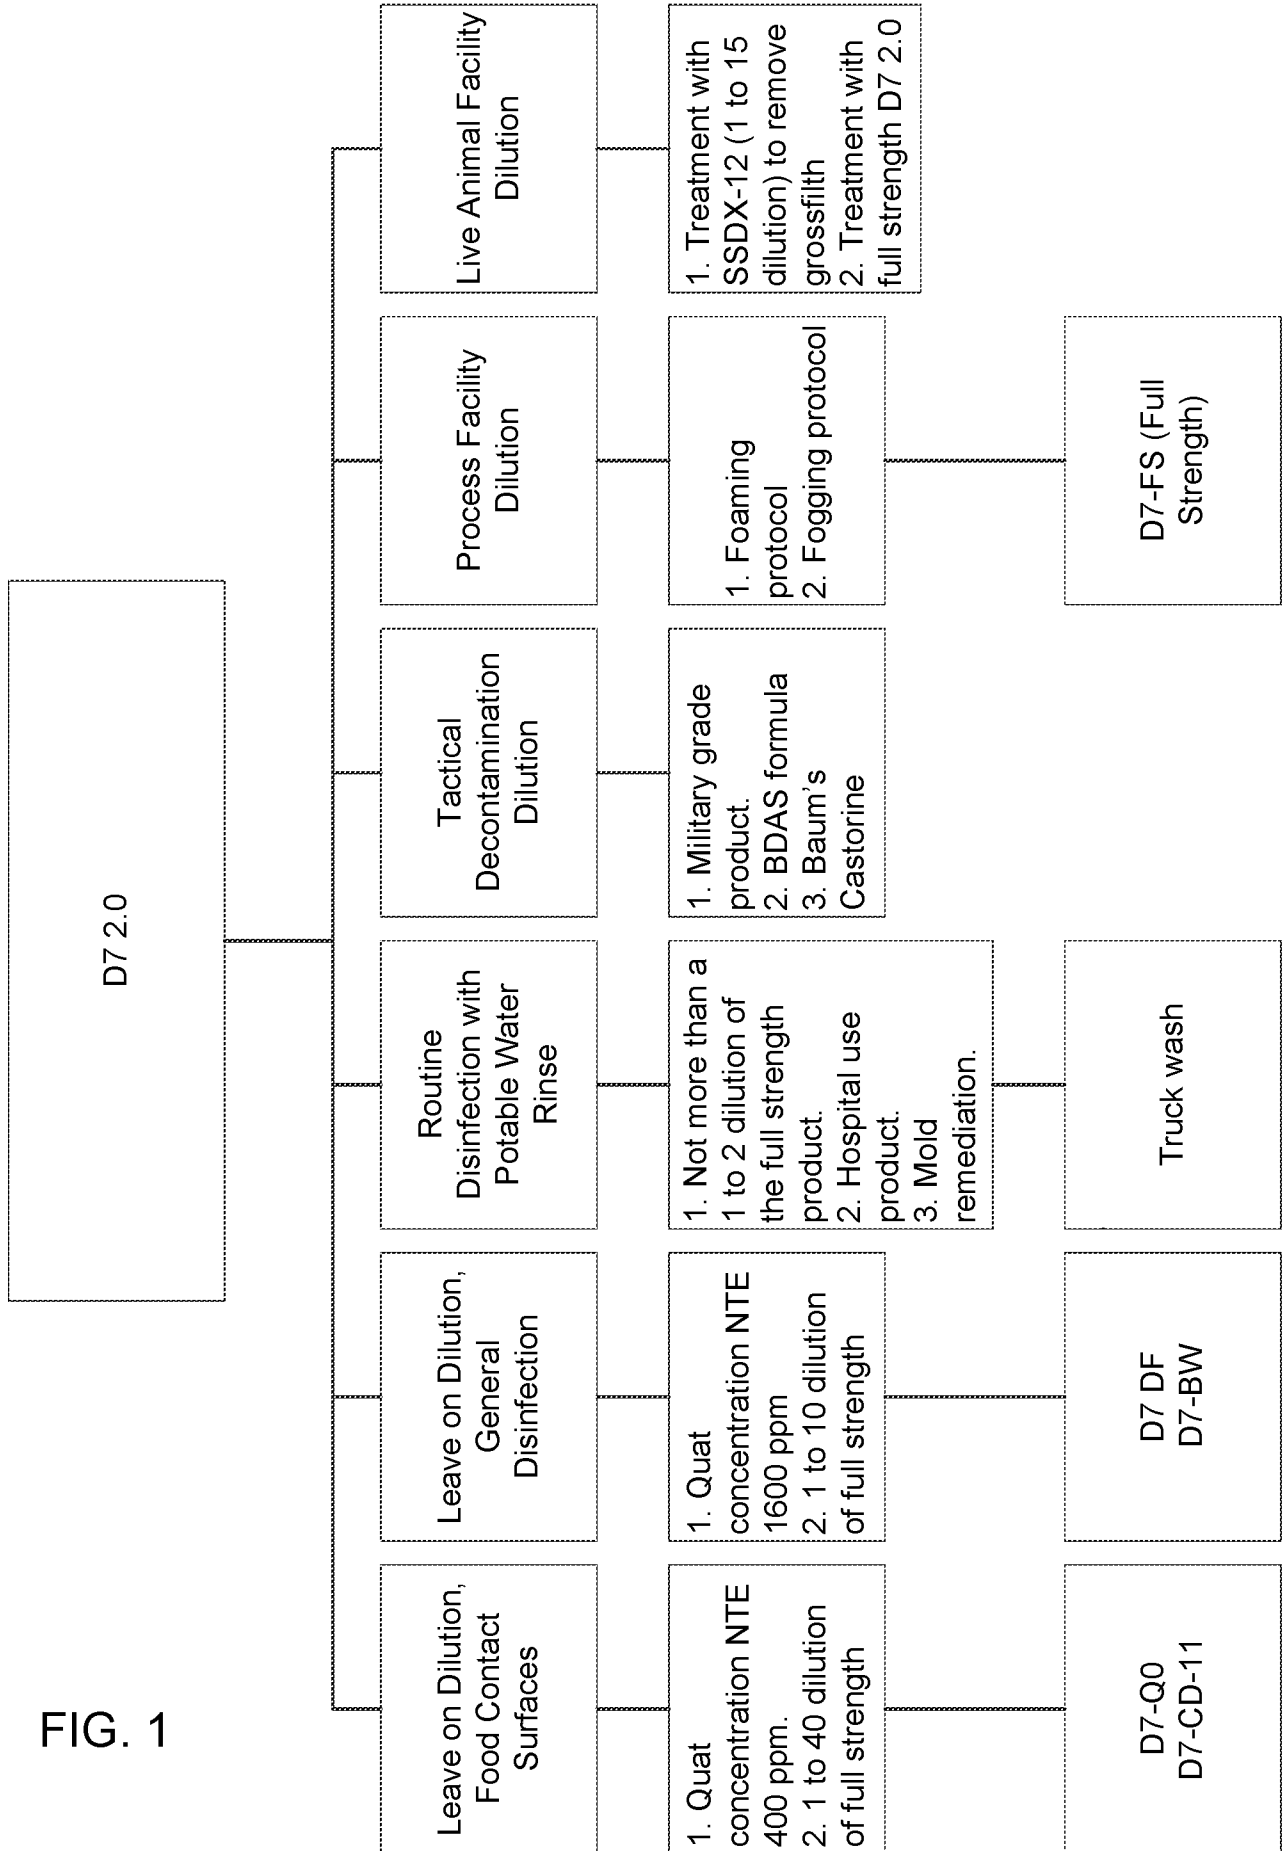 D7 2.0
Leave on Dilution,
Food Contact
Surfaces
1. Quat
concentration NTE
400 ppm.
2. 1 to 40 dilution
of full strength
D7-Q0
D7-CD-11
Leave on Dilution,
General
Disinfection
1. Quat
concentration NTE
1600 ppm
2. 1 to 10 dilution
of full strength
D7 DF
D7-BW
Routine
Disinfection with
Potable Water
Rinse
1. Not more than a
1 to 2 dilution of
the full strength
product.
2. Hospital use
product.
3. Mold
remediation.
Truck wash
Tactical
Decontamination
Dilution
1. Military grade
product.
2. BDAS formula
3. Baum's
Castorine
Process Facility
Dilution
1. Foaming
protocol
2. Fogging protocol
D7-FS (Full
Strength)
Live Animal Facility
Dilution
1. Treatment with
SSDX-12 (1 to 15
dilution) to remove
grossfilth
2. Treatment with
full strength D7 2.0
FIG. 1